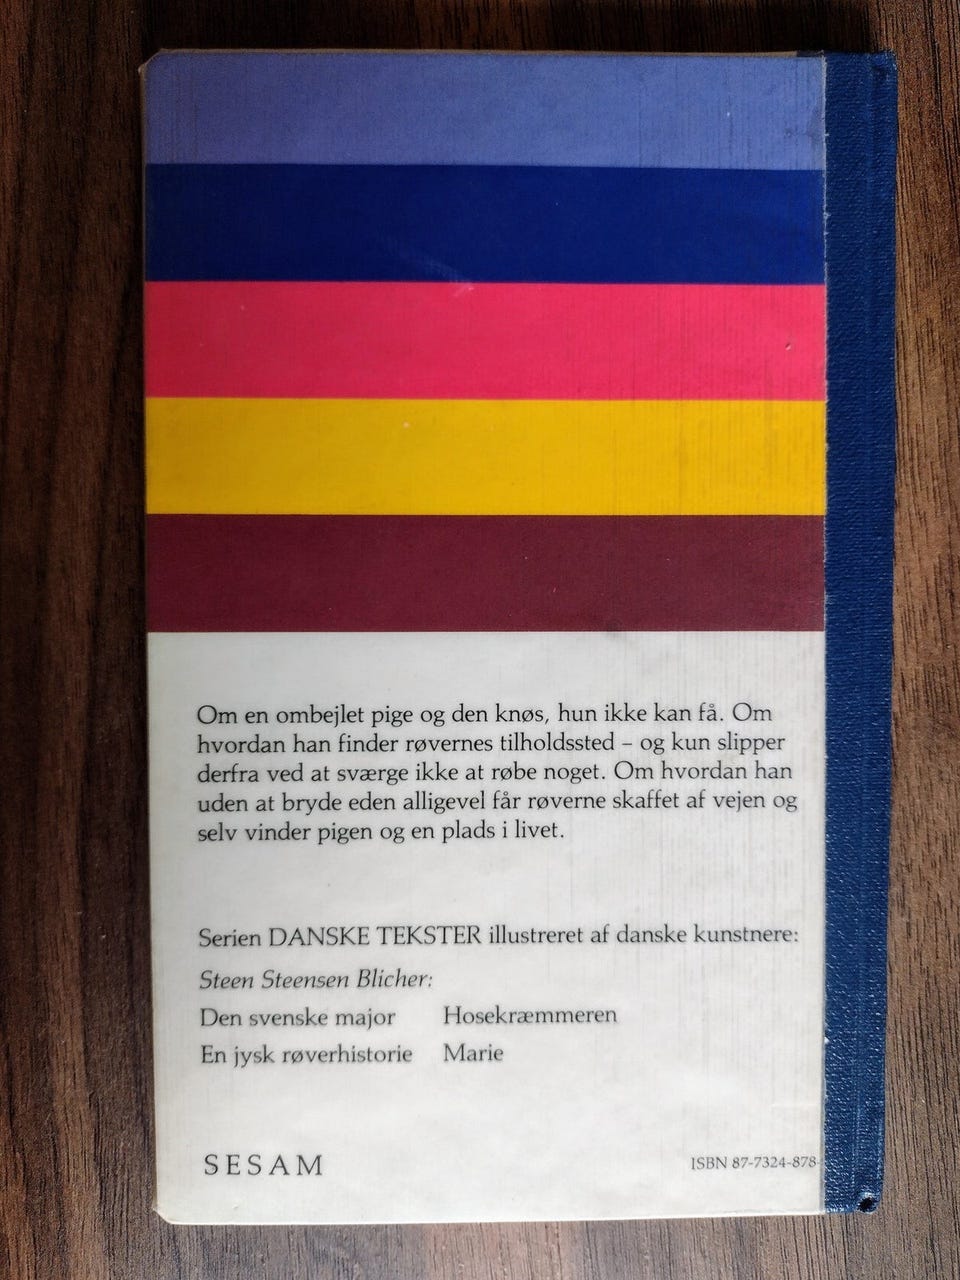 Om en ombejlet pige og den knøs, hun ikke kan få. Om
hvordan han finder røvernes tilholdssted – og kun slipper
derfra ved at sværge ikke at røbe noget. Om hvordan han
uden at bryde eden alligevel får røverne skaffet af vejen og
selv vinder pigen og en plads i livet.
Serien DANSKE TEKSTER illustreret af danske kunstnere:
Steen Steensen Blicher:
Den svenske major Hosekræmmeren
En jysk røverhistorie Marie
SESAM
ISBN 87-7324-878-